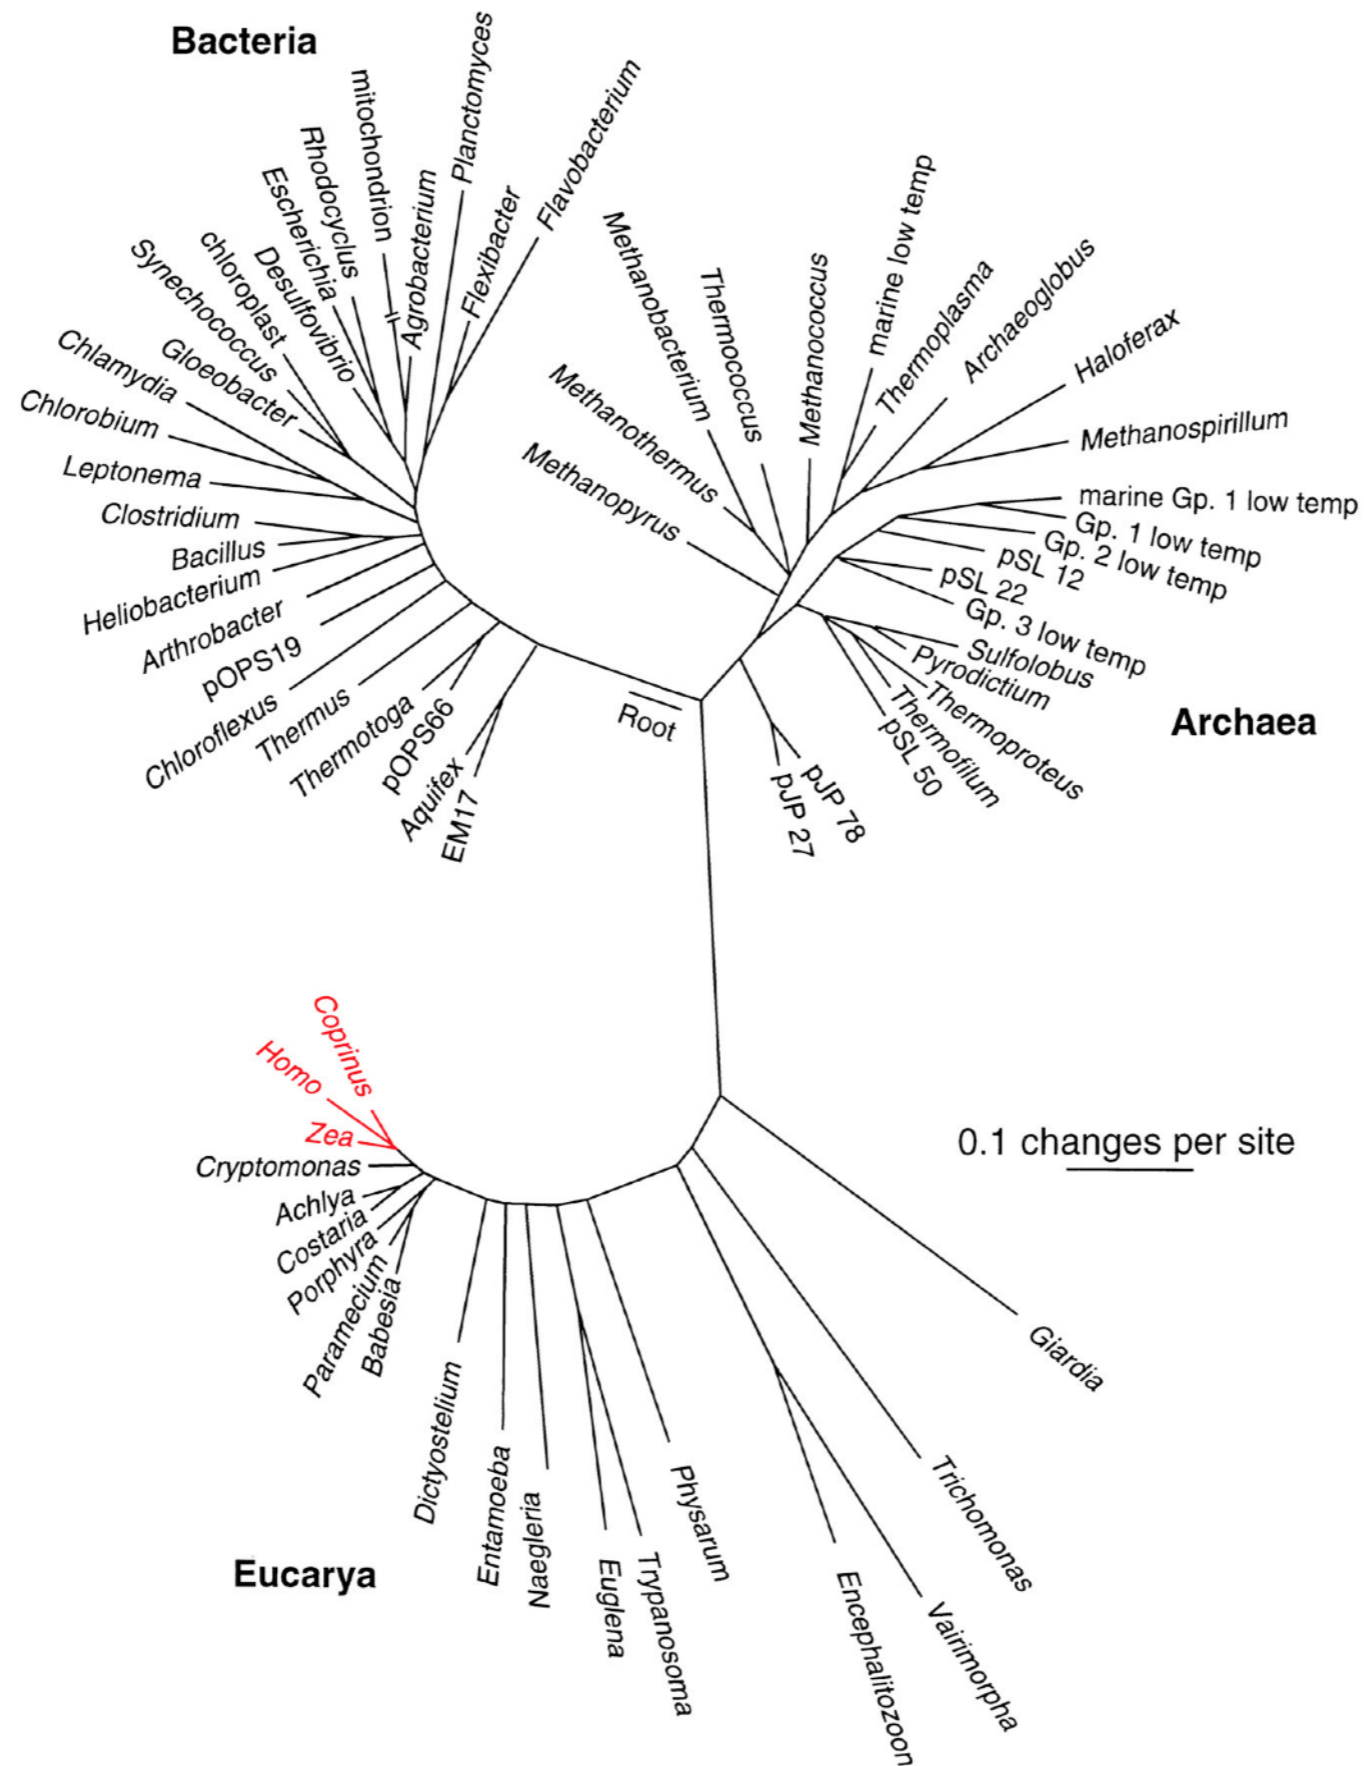 Bacteria
Planctomyces
mitochondrion
Flavobacterium
Rhodocyclus
Escherichia
Agrobacterium
Flexibacter
Desulfovibrio
chloroplast
Synechococcus
Gloeobacter
Chlamydia
Chlorobium
Leptonema
Clostridium
Bacillus
Heliobacterium
Arthrobacter
pOPS19
Chloroflexus
Thermus
Thermotoga
pOPS66
Aquifex
EM17
Root
Methanopyrus
Methanothermus
Methanobacterium
Thermococcus
Methanococcus
marine low temp
Thermoplasma
Archaeoglobus
Haloferax
Methanospirillum
marine Gp. 1 low temp
Gp. 1 low temp
Gp. 2 low temp
pSL 12
pSL 22
Gp. 3 low temp
Sulfolobus
Pyrodictium
Thermoproteus
Thermofilum
pSL 50
pJP 78
pJP 27
Archaea
Coprinus
Homo
Zea
Cryptomonas
Achlya
Costaria
Porphyra
Paramecium
Babesia
Dictyostelium
Entamoeba
Naegleria
Euglena
Trypanosoma
Physarum
Encephalitozoon
Vairimorpha
Trichomonas
Giardia
0.1 changes per site
Eucarya